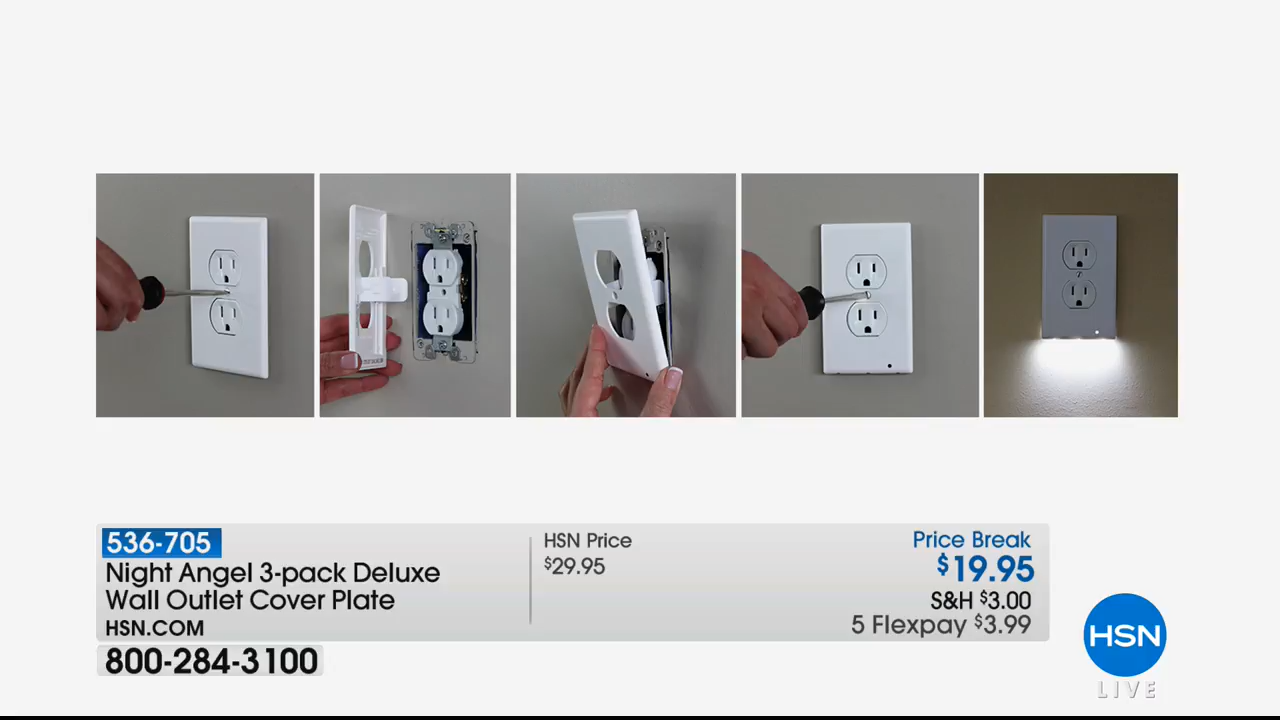 536-705
Night Angel 3-pack Deluxe
Wall Outlet Cover Plate
HSN.COM
800-284-3100
HSN Price
$29.95
Price Break
$19.95
S&H $3.00
5 Flexpay $3.99
HSN
LIVE